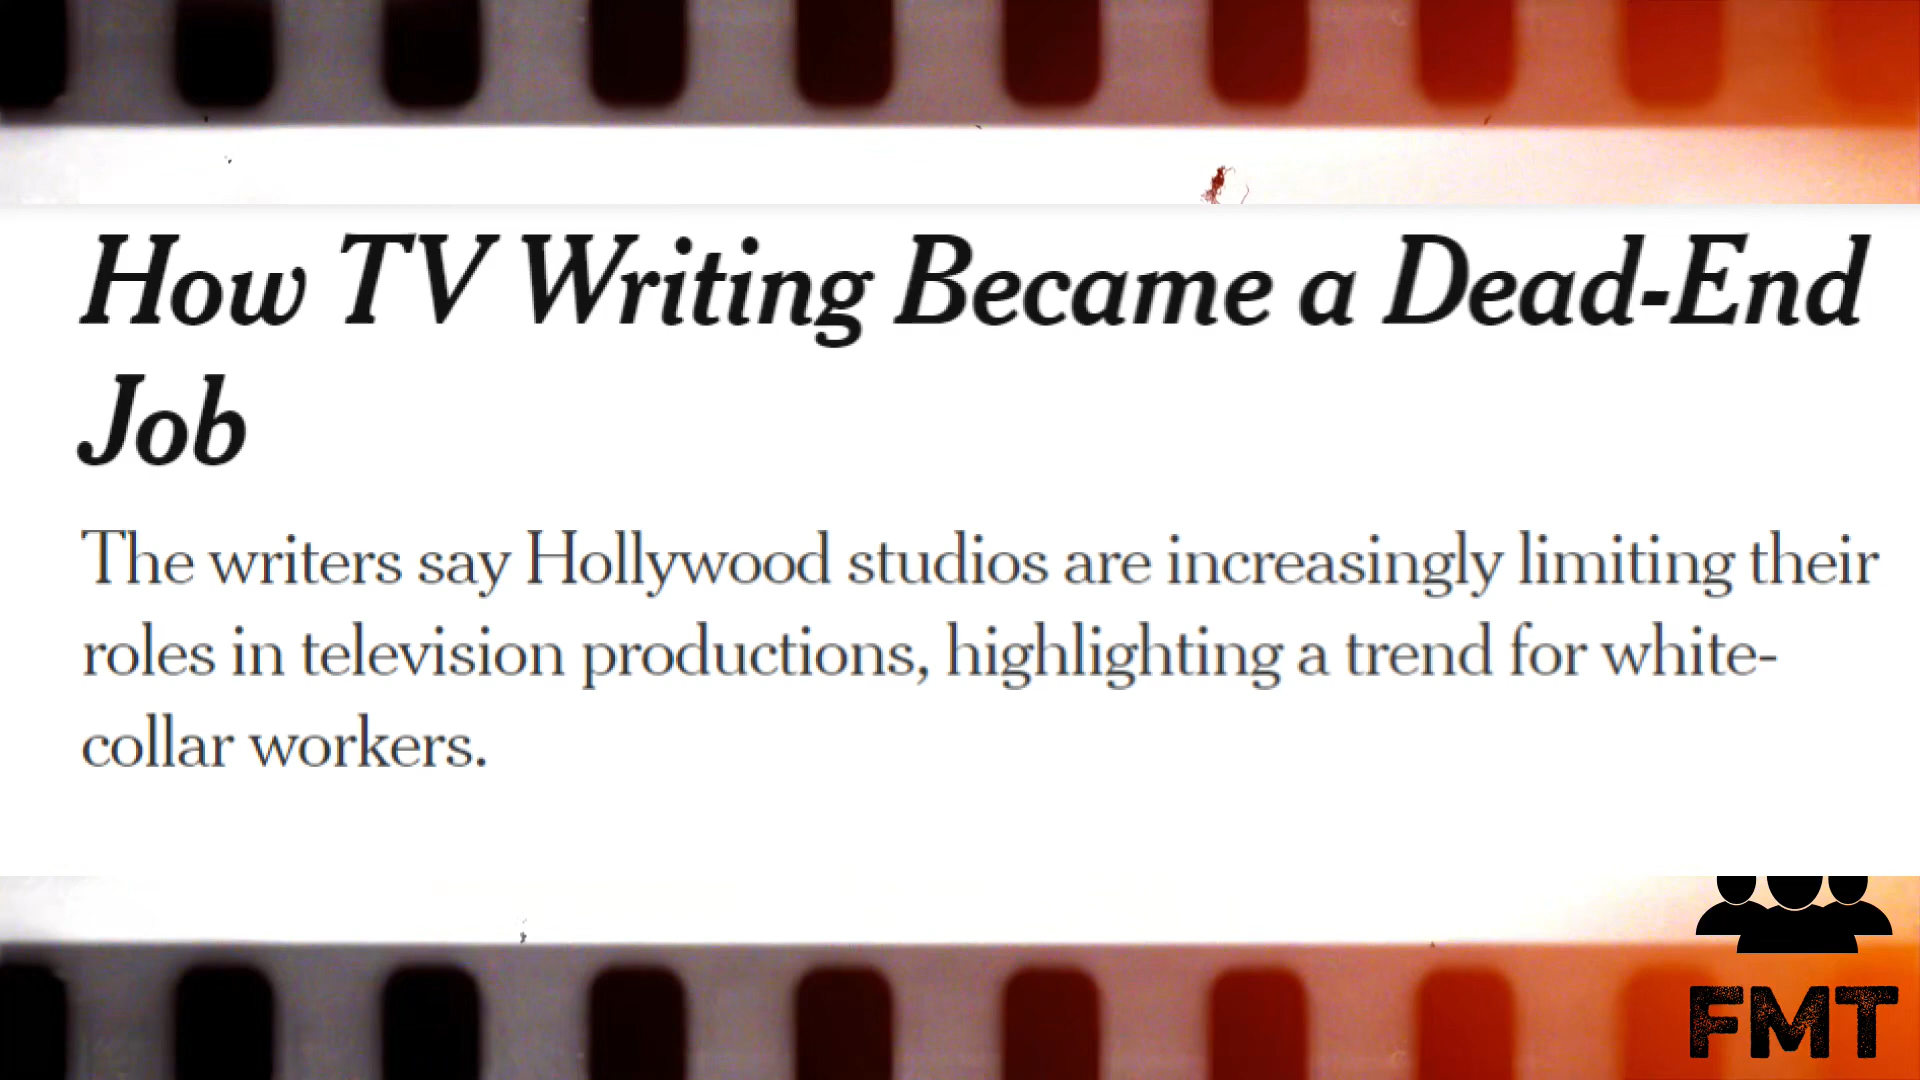 How TV Writing Became a Dead-End
Job
The writers say Hollywood studios are increasingly limiting their
roles in television productions, highlighting a trend for white-
collar workers.
FMT